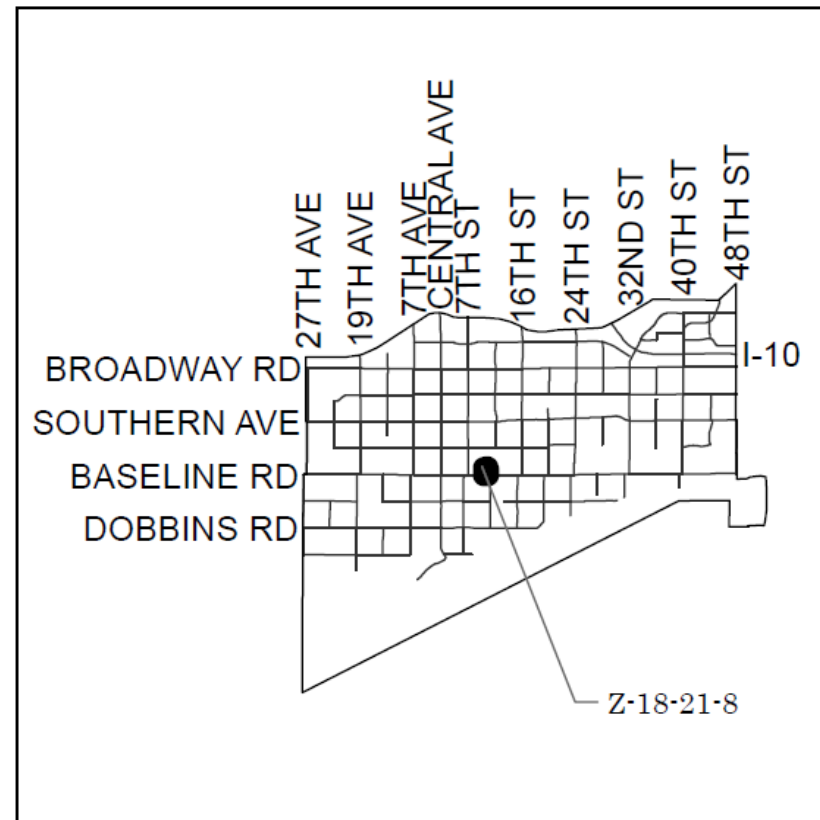 27TH AVE
19TH AVE
7TH AVE
CENTRAL AVE
7TH ST
16TH ST
24TH ST
32ND ST
40TH ST
48TH ST
BROADWAY RD
I-10
SOUTHERN AVE
BASELINE RD
DOBBINS RD
Z-18-21-8